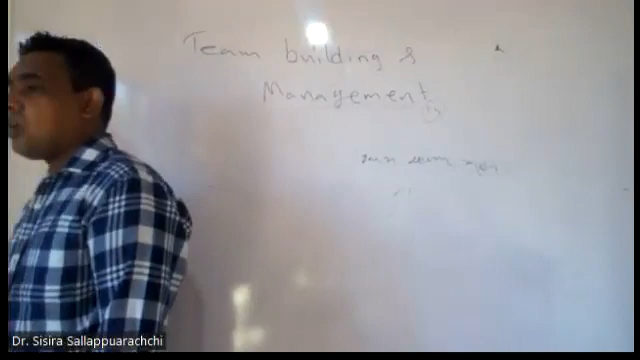 Team building &
Management
Dr. Sisira Sallappuarachchi